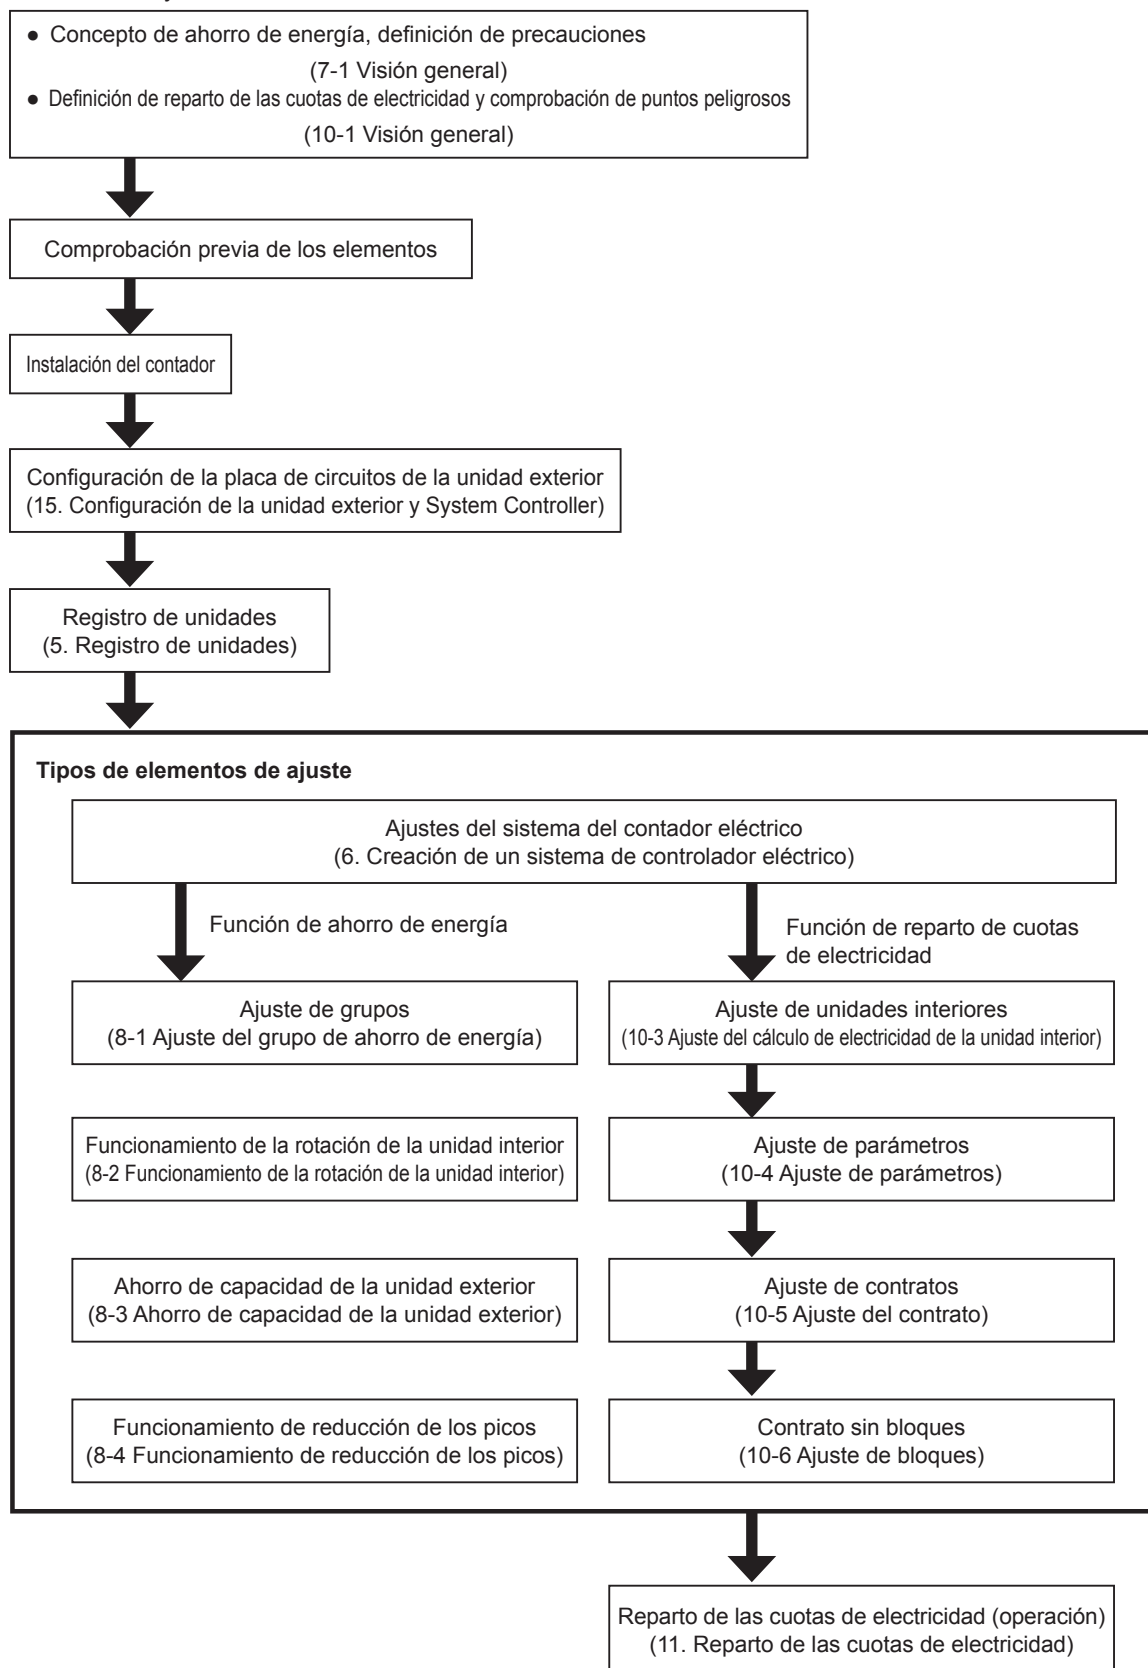 ● Concepto de ahorro de energía, definición de precauciones
(7-1 Visión general)
● Definición de reparto de las cuotas de electricidad y comprobación de puntos peligrosos
(10-1 Visión general)
Comprobación previa de los elementos
Instalación del contador
Configuración de la placa de circuitos de la unidad exterior
(15. Configuración de la unidad exterior y System Controller)
Registro de unidades
(5. Registro de unidades)
Tipos de elementos de ajuste
Ajustes del sistema del contador eléctrico
(6. Creación de un sistema de controlador eléctrico)
Función de ahorro de energía
Función de reparto de cuotas
de electricidad
Ajuste de grupos
(8-1 Ajuste del grupo de ahorro de energía)
Ajuste de unidades interiores
(10-3 Ajuste del cálculo de electricidad de la unidad interior)
Funcionamiento de la rotación de la unidad interior
(8-2 Funcionamiento de la rotación de la unidad interior)
Ajuste de parámetros
(10-4 Ajuste de parámetros)
Ahorro de capacidad de la unidad exterior
(8-3 Ahorro de capacidad de la unidad exterior)
Ajuste de contratos
(10-5 Ajuste del contrato)
Funcionamiento de reducción de los picos
(8-4 Funcionamiento de reducción de los picos)
Contrato sin bloques
(10-6 Ajuste de bloques)
Reparto de las cuotas de electricidad (operación)
(11. Reparto de las cuotas de electricidad)